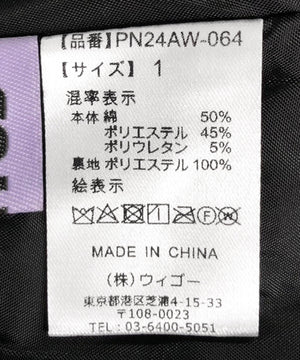 【品番】PN24AW-064
【サイズ】1
混率表示
本体 綿 50%
ポリエステル 45%
ポリウレタン 5%
裏地 ポリエステル 100%
絵表示
MADE IN CHINA
(株)ウィゴー
東京都港区芝浦4-15-33
〒108-0023
TEL:03-6400-5051